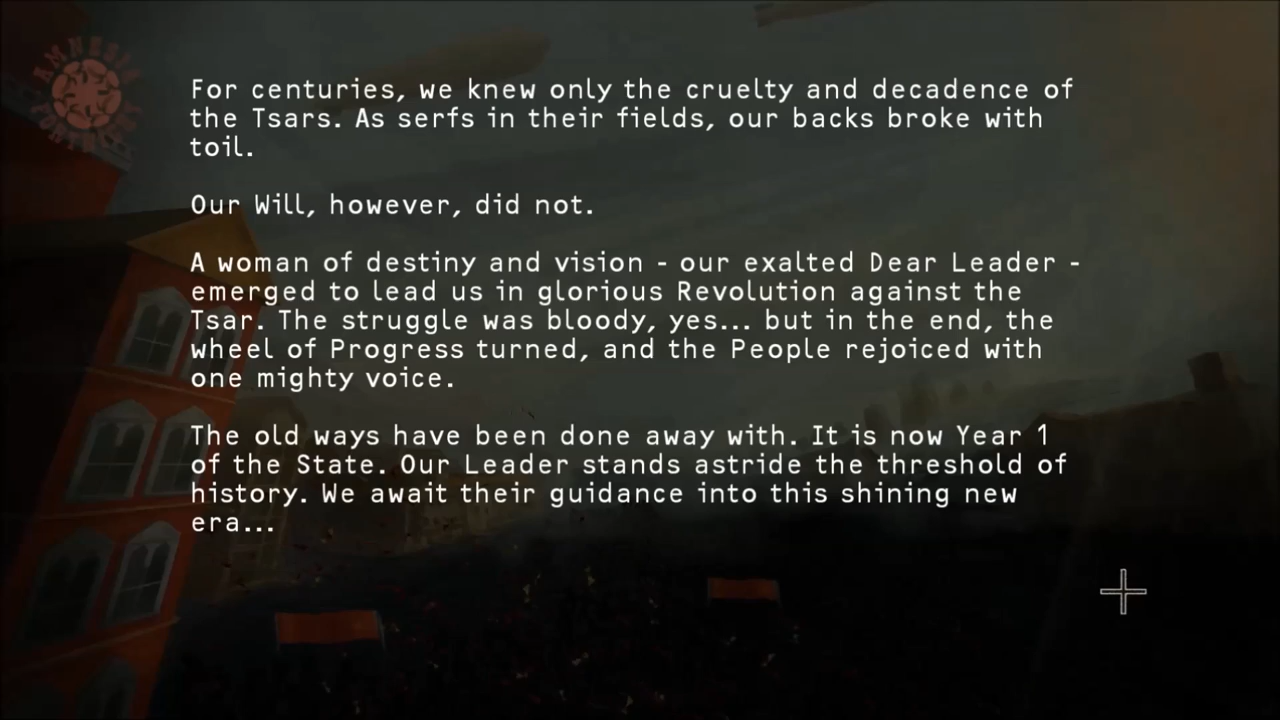 AMNESIA
FORTNIGHT
For centuries, we knew only the cruelty and decadence of
the Tsars. As serfs in their fields, our backs broke with
toil.
Our Will, however, did not.
A woman of destiny and vision - our exalted Dear Leader -
emerged to lead us in glorious Revolution against the
Tsar. The struggle was bloody, yes... but in the end, the
wheel of Progress turned, and the People rejoiced with
one mighty voice.
The old ways have been done away with. It is now Year 1
of the State. Our Leader stands astride the threshold of
history. We await their guidance into this shining new
era...